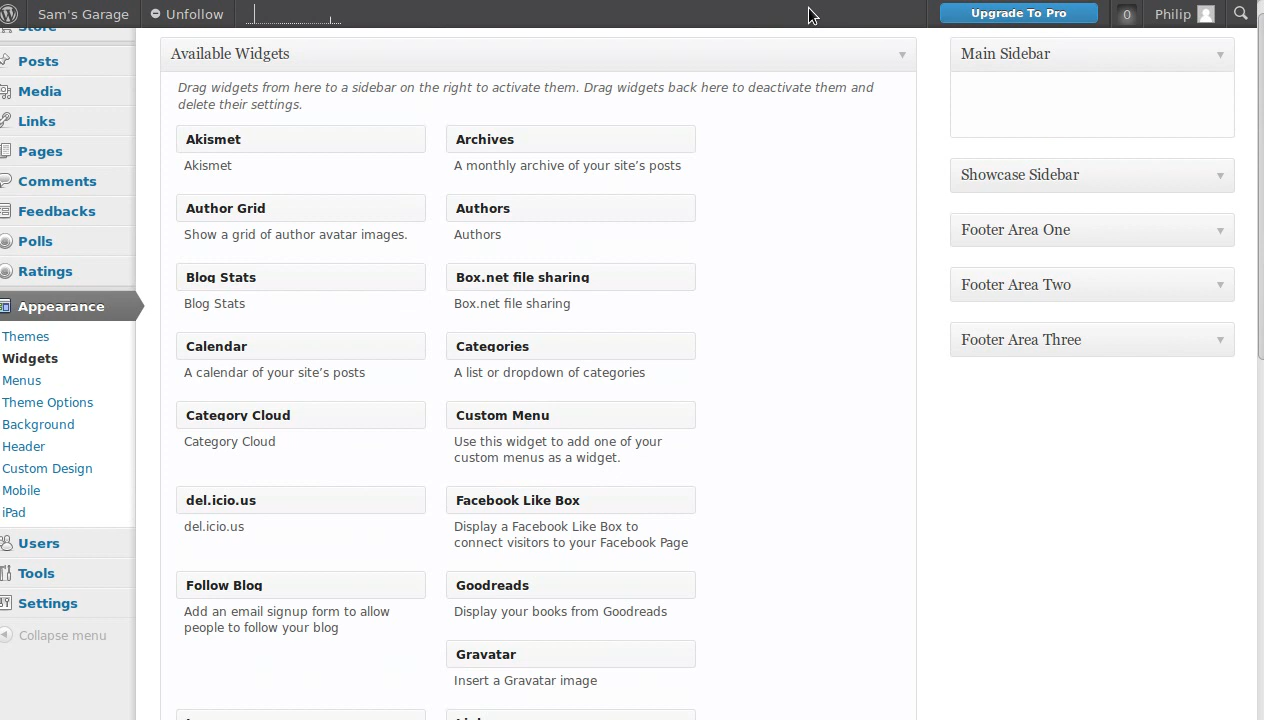 Sam's Garage
Unfollow
Upgrade To Pro
0
Philip
Store
Posts
Media
Links
Pages
Comments
Feedbacks
Polls
Ratings
Appearance
Themes
Widgets
Menus
Theme Options
Background
Header
Custom Design
Mobile
iPad
Users
Tools
Settings
Collapse menu
Available Widgets
Drag widgets from here to a sidebar on the right to activate them. Drag widgets back here to deactivate them and
delete their settings.
Akismet
Akismet
Archives
A monthly archive of your site’s posts
Author Grid
Show a grid of author avatar images.
Authors
Authors
Blog Stats
Blog Stats
Box.net file sharing
Box.net file sharing
Calendar
A calendar of your site’s posts
Categories
A list or dropdown of categories
Category Cloud
Category Cloud
Custom Menu
Use this widget to add one of your
custom menus as a widget.
del.icio.us
del.icio.us
Facebook Like Box
Display a Facebook Like Box to
connect visitors to your Facebook Page
Follow Blog
Add an email signup form to allow
people to follow your blog
Goodreads
Display your books from Goodreads
Gravatar
Insert a Gravatar image
Main Sidebar
Showcase Sidebar
Footer Area One
Footer Area Two
Footer Area Three